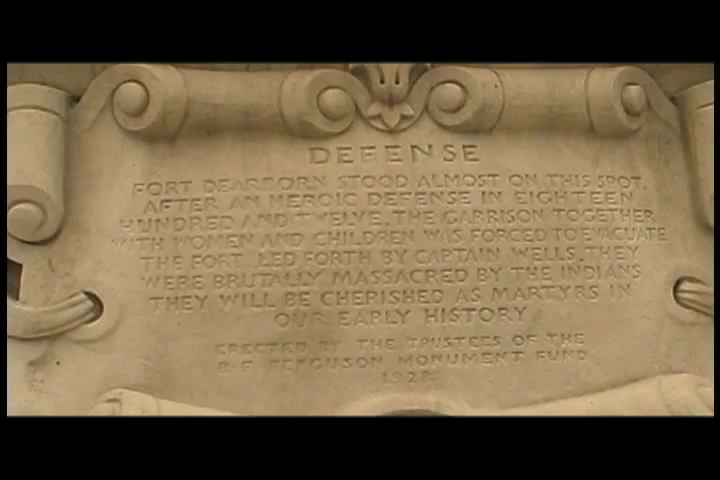 DEFENSE
FORT DEARBORN STOOD ALMOST ON THIS SPOT.
AFTER AN HEROIC DEFENSE IN EIGHTEEN
HUNDRED AND TWELVE, THE GARRISON TOGETHER
WITH WOMEN AND CHILDREN WAS FORCED TO EVACUATE
THE FORT. LED FORTH BY CAPTAIN WELLS, THEY
WERE BRUTALLY MASSACRED BY THE INDIANS
THEY WILL BE CHERISHED AS MARTYRS IN
OUR EARLY HISTORY
ERECTED BY THE TRUSTEES OF THE
B. F. FERGUSON MONUMENT FUND
1928